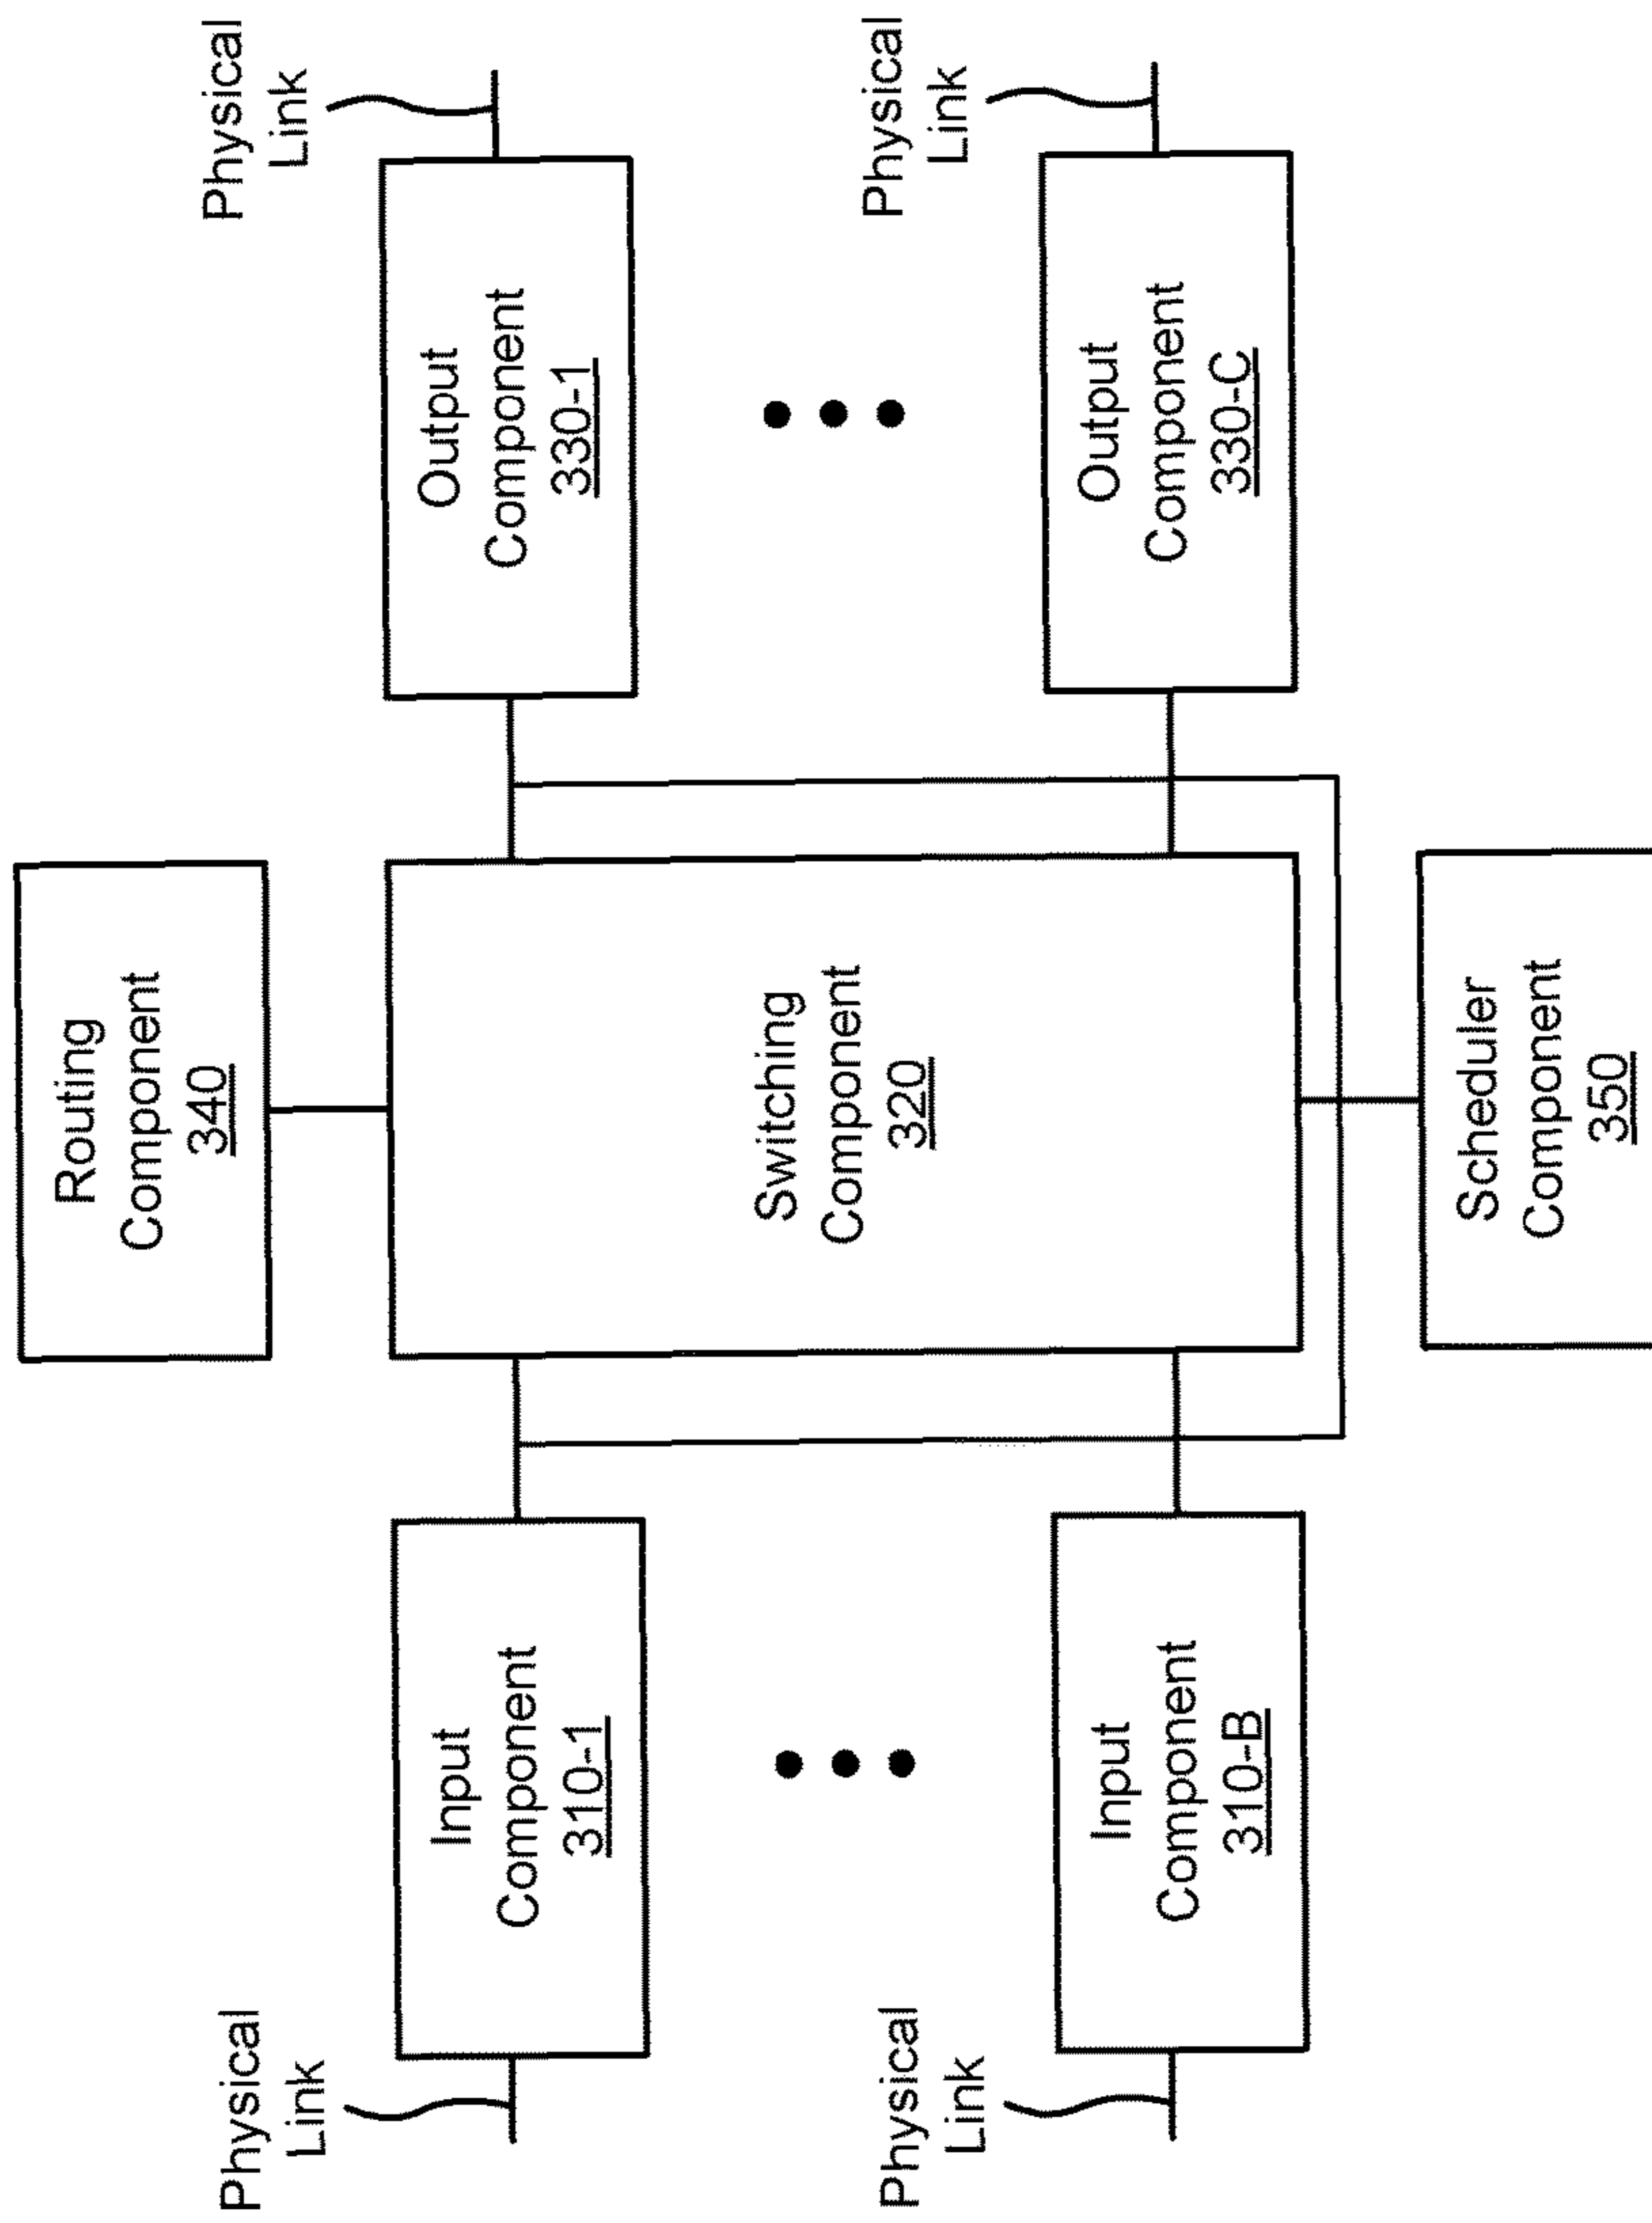 Routing
Component
340
Physical
Link
Input
Component
310-1
Output
Component
330-1
Physical
Link
Switching
Component
320
Physical
Link
Input
Component
310-B
Output
Component
330-C
Physical
Link
Scheduler
Component
350